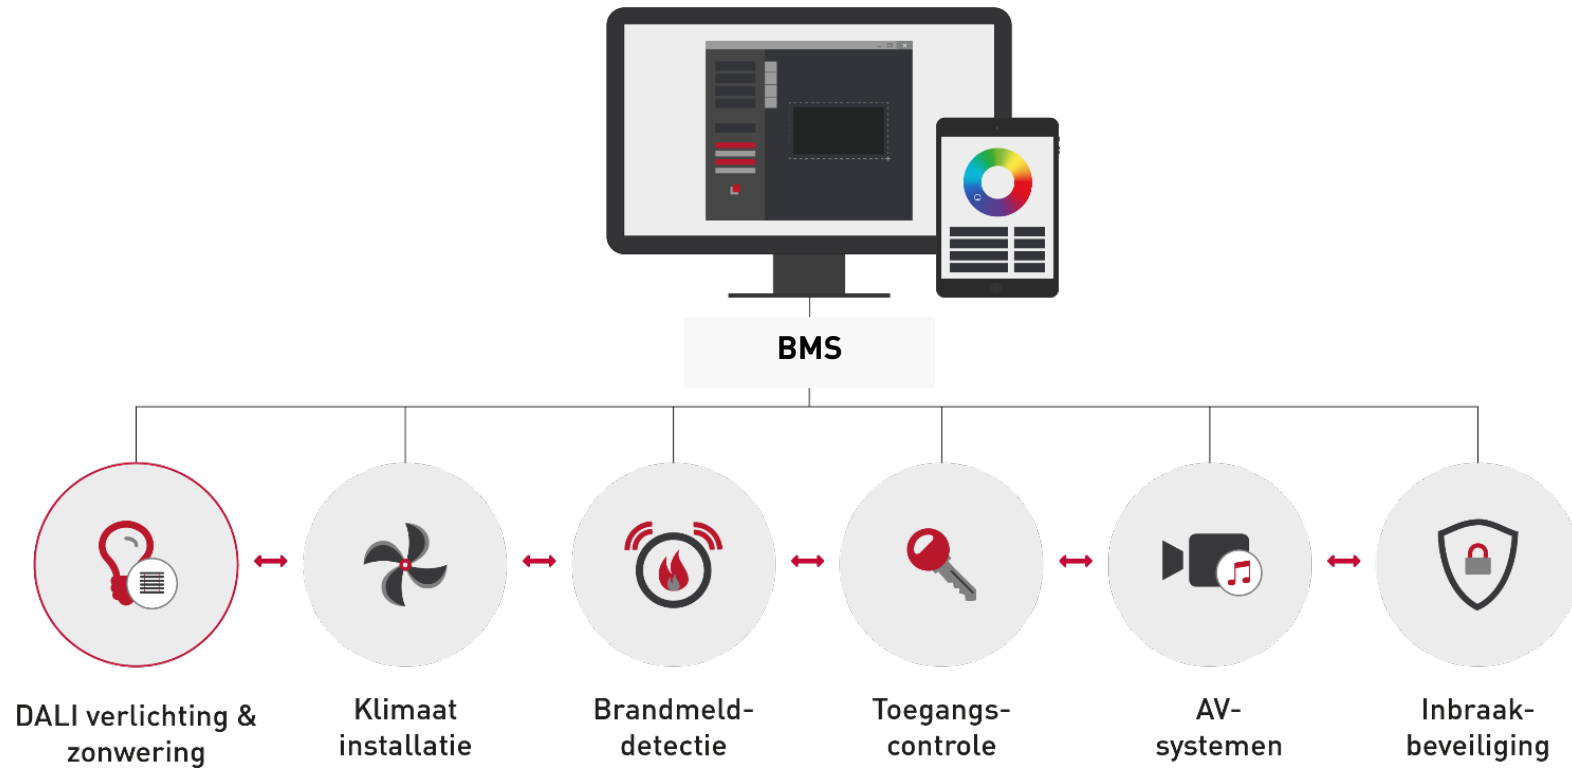 BMS
DALI verlichting &
zonwering
Klimaat
installatie
Brandmeld-
detectie
Toegangs-
controle
AV-
systemen
Inbraak-
beveiliging